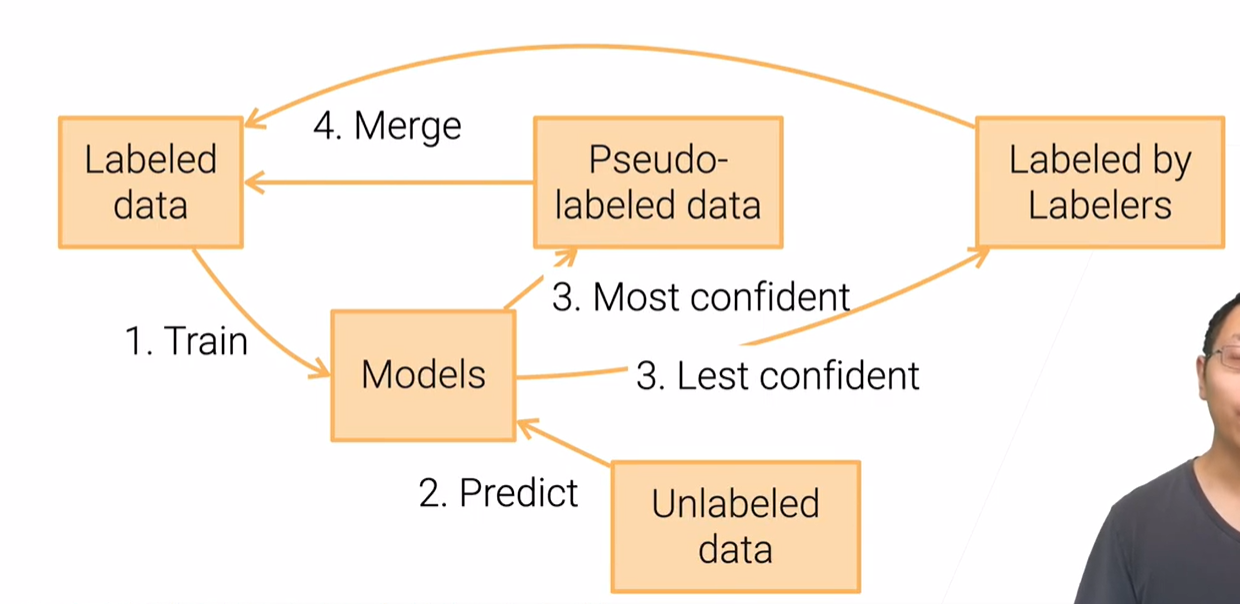 4. Merge
Labeled
data
Pseudo-
labeled data
Labeled by
Labelers
3. Most confident
1. Train
Models
3. Lest confident
2. Predict
Unlabeled
data